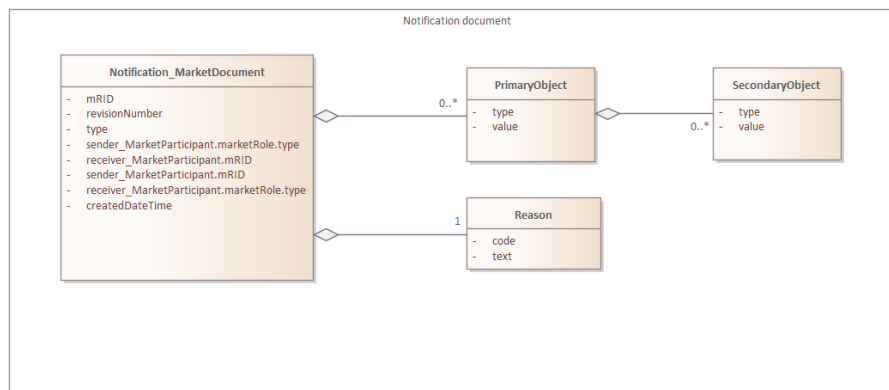 Notification document
Notification_MarketDocument
- mRID
- revisionNumber
- type
- sender_MarketParticipant.marketRole.type
- receiver_MarketParticipant.mRID
- sender_MarketParticipant.mRID
- receiver_MarketParticipant.marketRole.type
- createdDateTime
0..*
PrimaryObject
- type
- value
0..*
SecondaryObject
- type
- value
1
Reason
- code
- text